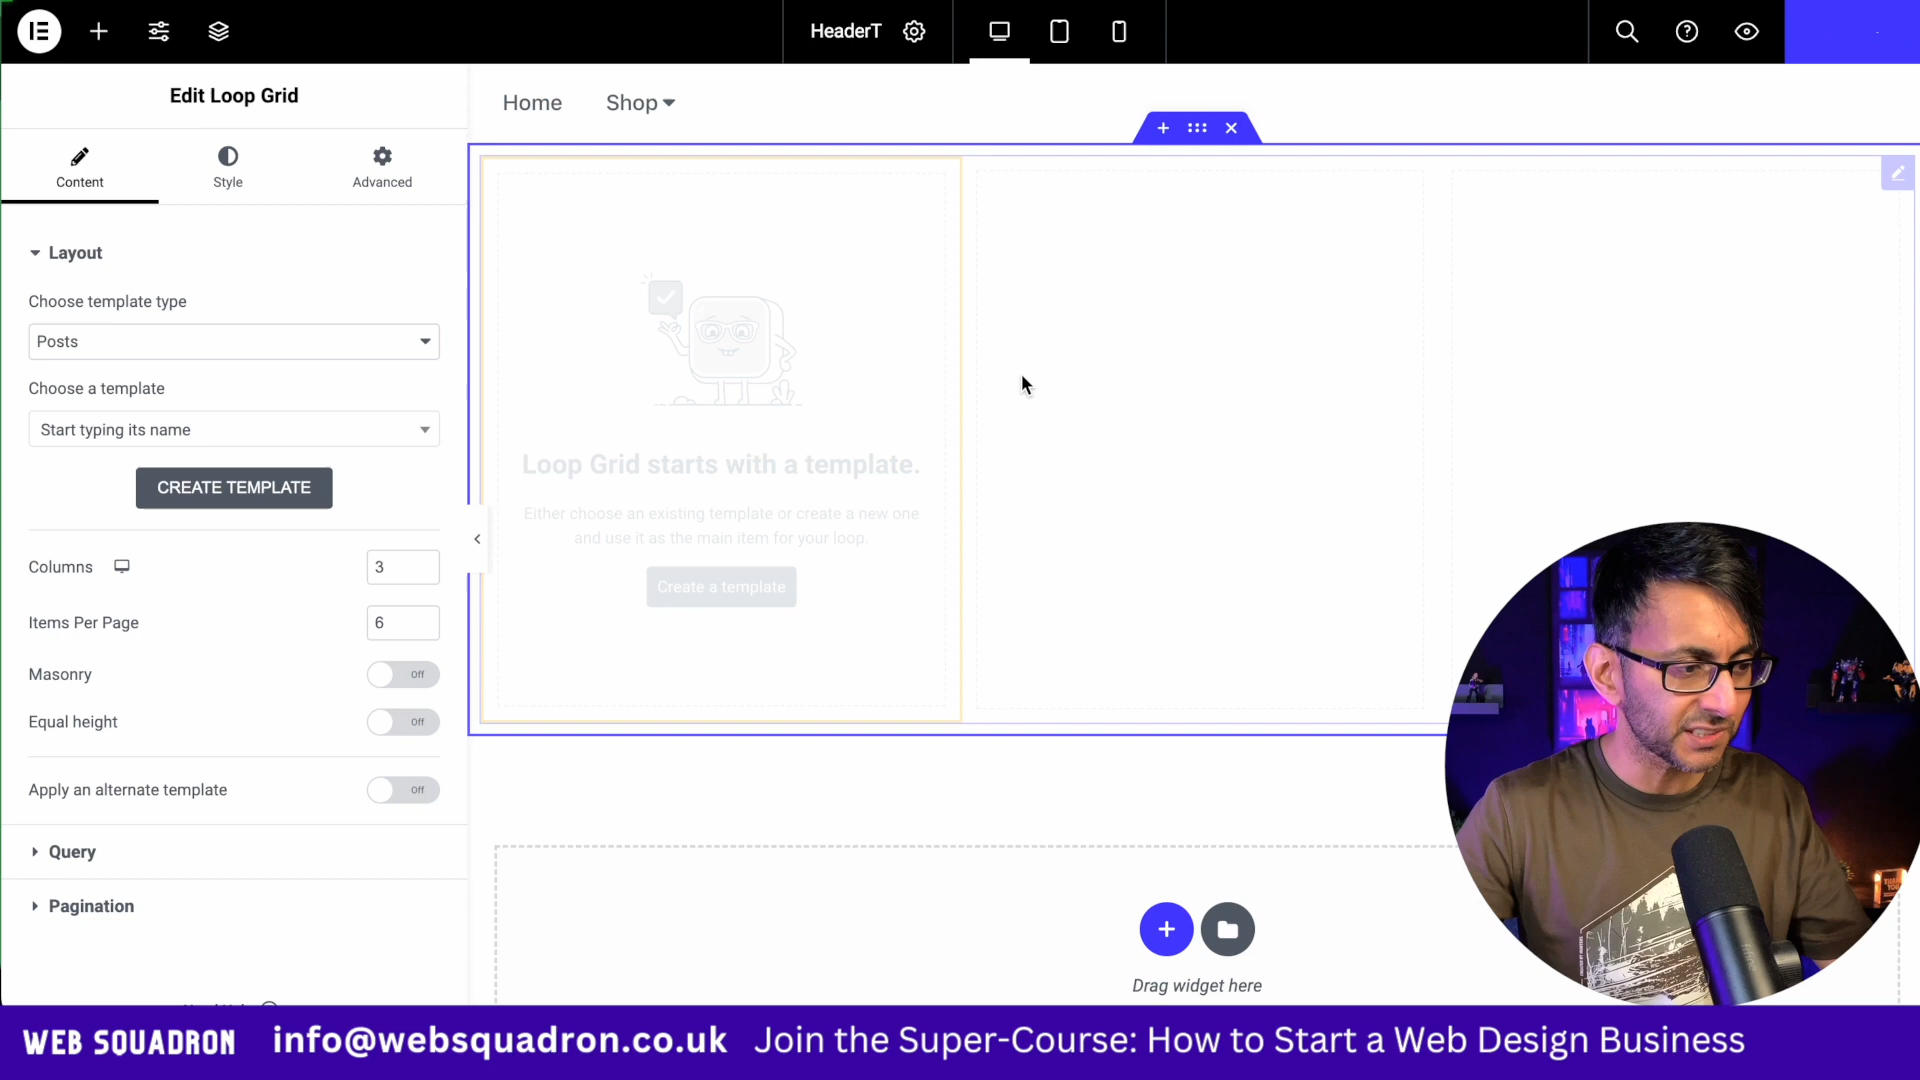 HeaderT
Edit Loop Grid
Home
Shop
Content
Style
Advanced
Layout
Choose template type
Posts
Choose a template
Start typing its name
CREATE TEMPLATE
Columns
3
Items Per Page
6
Masonry
Off
Equal height
Off
Apply an alternate template
Off
Query
Pagination
Loop Grid starts with a template.
Either choose an existing template or create a new one
and use it as the main item for your loop.
Create a template
Drag widget here
WEB SQUADRON info@websquadron.co.uk Join the Super-Course: How to Start a Web Design Business